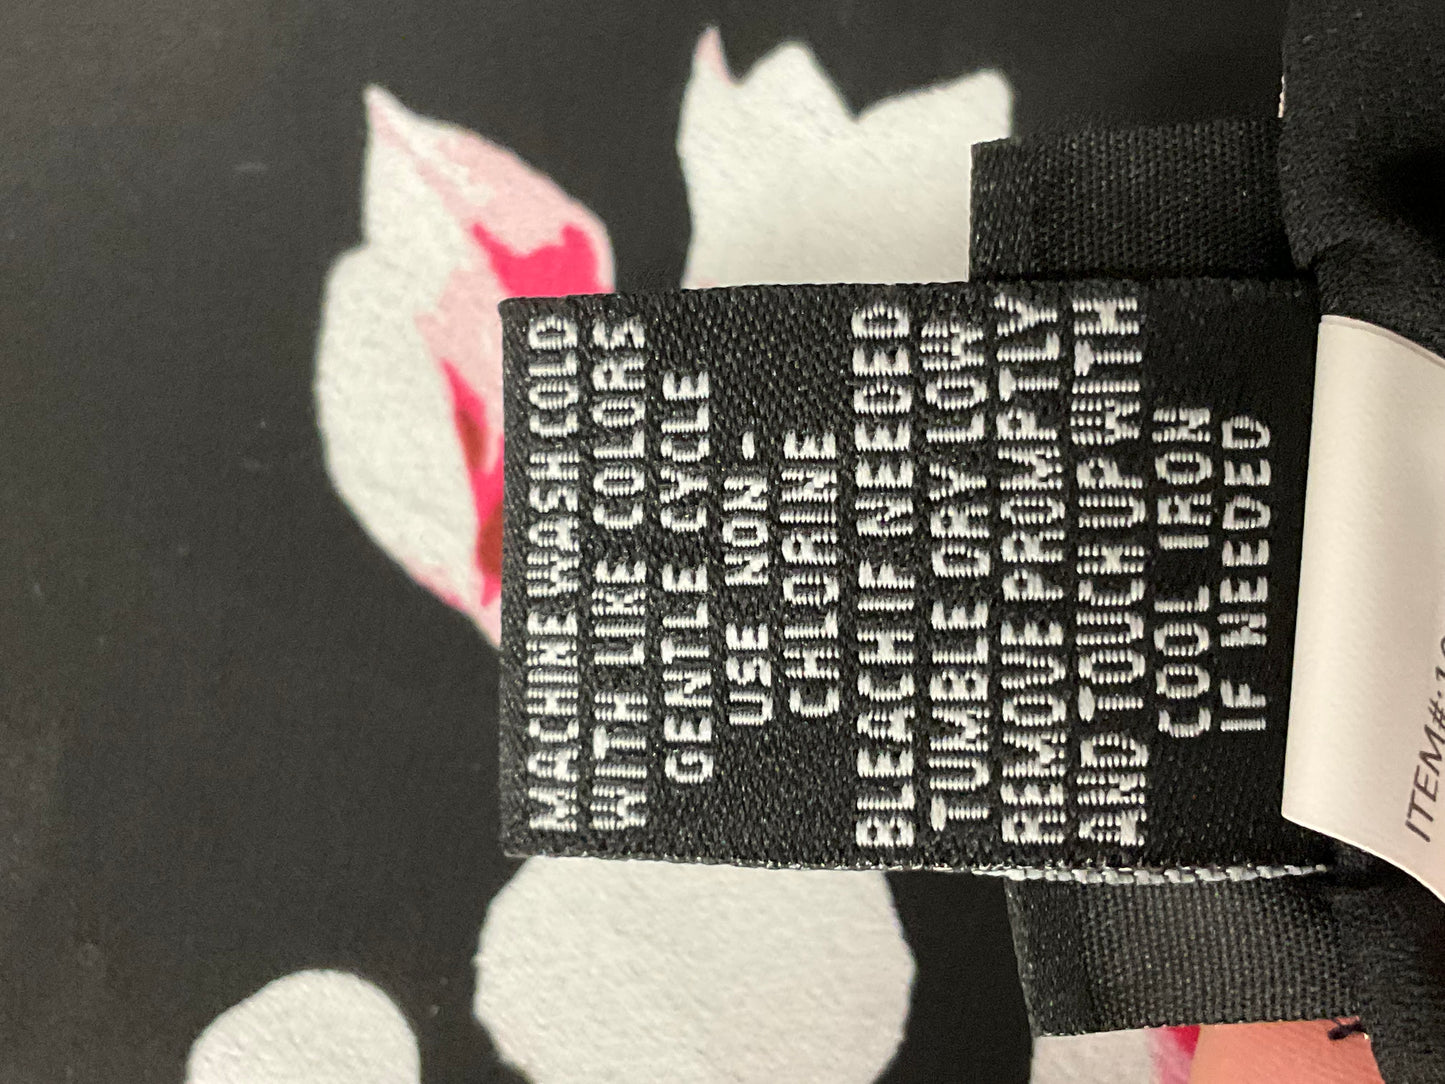 MACHINE WASH COLD
WITH LIKE COLORS
GENTLE CYCLE
USE NON-
CHLORINE
BLEACH IF NEEDED
TUMBLE DRY LOW
REMOVE PROMPTLY
AND TOUCH UP WITH
COOL IRON
IF NEEDED
ITEM#: